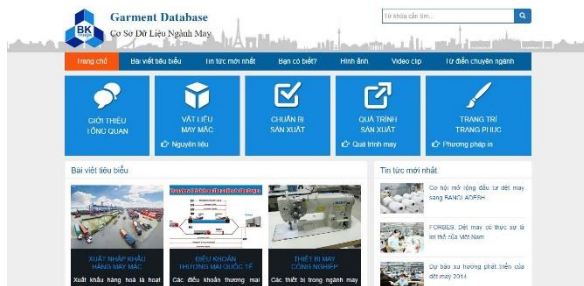 BK
Garment Database
Cơ Sở Dữ Liệu Ngành May
Từ khóa cần tìm...
Trang chủ
Bài viết tiêu biểu
Tin tức mới nhất
Bạn có biết?
Hình ảnh
Video clip
Từ điển chuyên ngành
GIỚI THIỆU
TỔNG QUAN
VẬT LIỆU
MAY MẶC
Nguyên liệu
CHUẨN BỊ
SẢN XUẤT
QUÁ TRÌNH
SẢN XUẤT
Quá trình may
TRANG TRÍ
TRANG PHỤC
Phương pháp in
Bài viết tiêu biểu
XUẤT NHẬP KHẨU
HÀNG MAY MẶC
Xuất khẩu hàng hoá là hoạt
ĐIỀU KHOẢN
THƯƠNG MẠI QUỐC TẾ
Các điều khoản thương mại
THIẾT BỊ MAY
CÔNG NGHIỆP
Các thiết bị trong ngành may
Tin tức mới nhất
Cơ hội mở rộng đầu tư dệt may
sang BANGLADESH
FORBES: Dệt may có thực sự là
lợi thế của Việt Nam
Dự báo xu hướng phát triển của
dệt may 2014